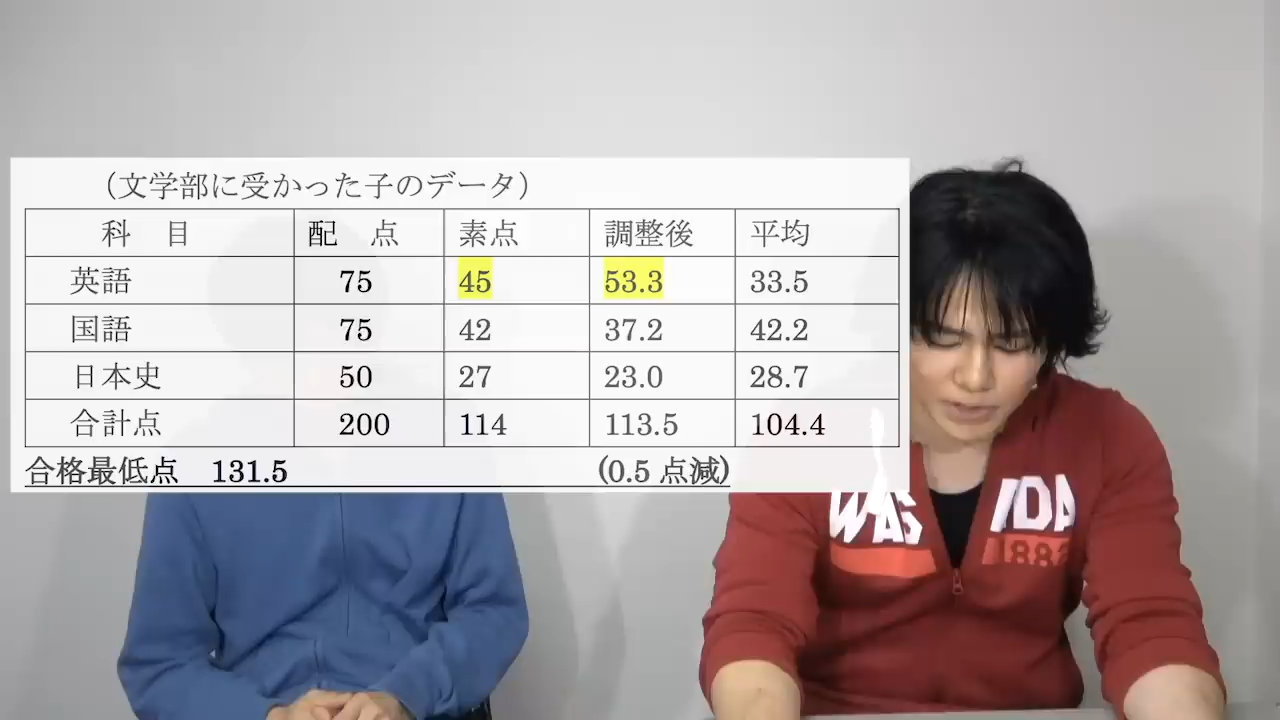 （文学部に受かった子のデータ）
科　目 配　点 素点 調整後 平均
英語 75 45 53.3 33.5
国語 75 42 37.2 42.2
日本史 50 27 23.0 28.7
合計点 200 114 113.5 104.4
合格最低点　131.5 (0.5 点減)
WAS IDA
1882